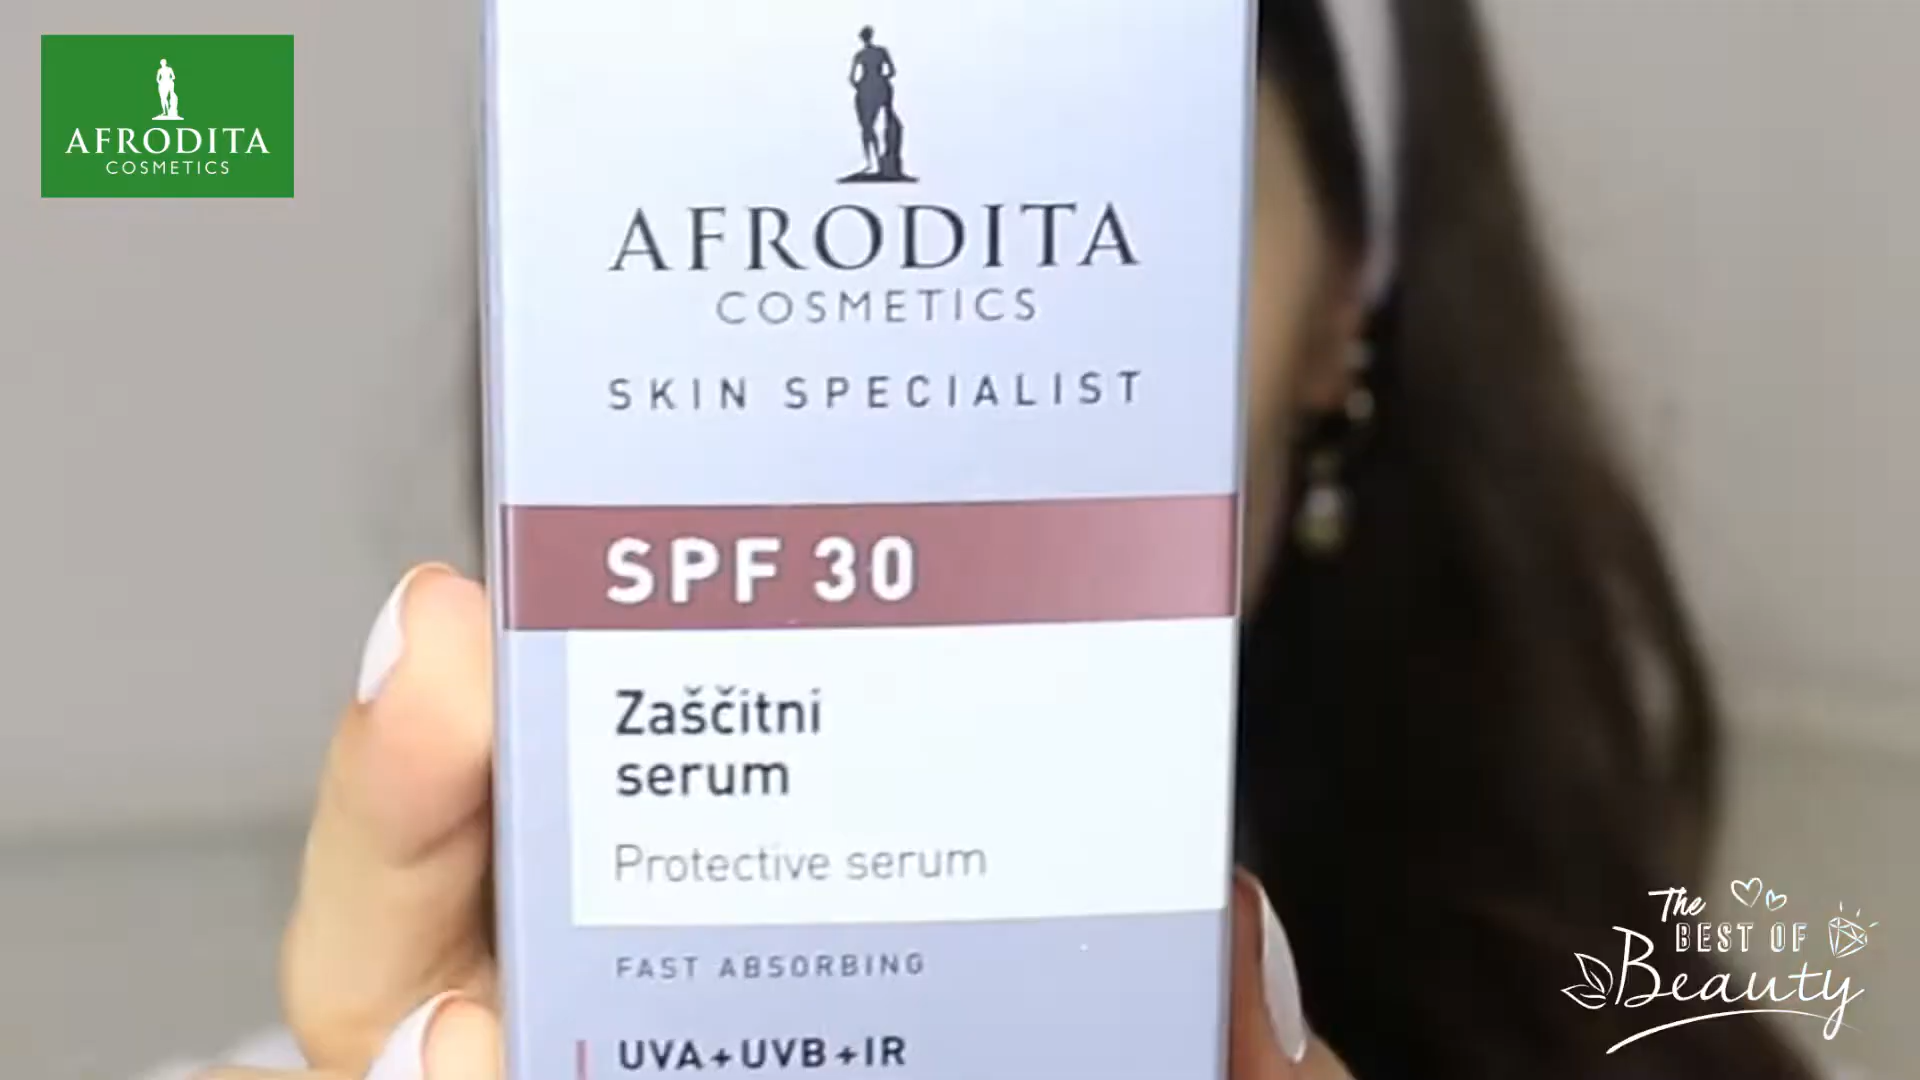 AFRODITA
COSMETICS
AFRODITA
COSMETICS
SKIN SPECIALIST
SPF 30
Zaščitni
serum
Protective serum
FAST ABSORBING
UVA+UVB+IR
The
BEST OF
Beauty